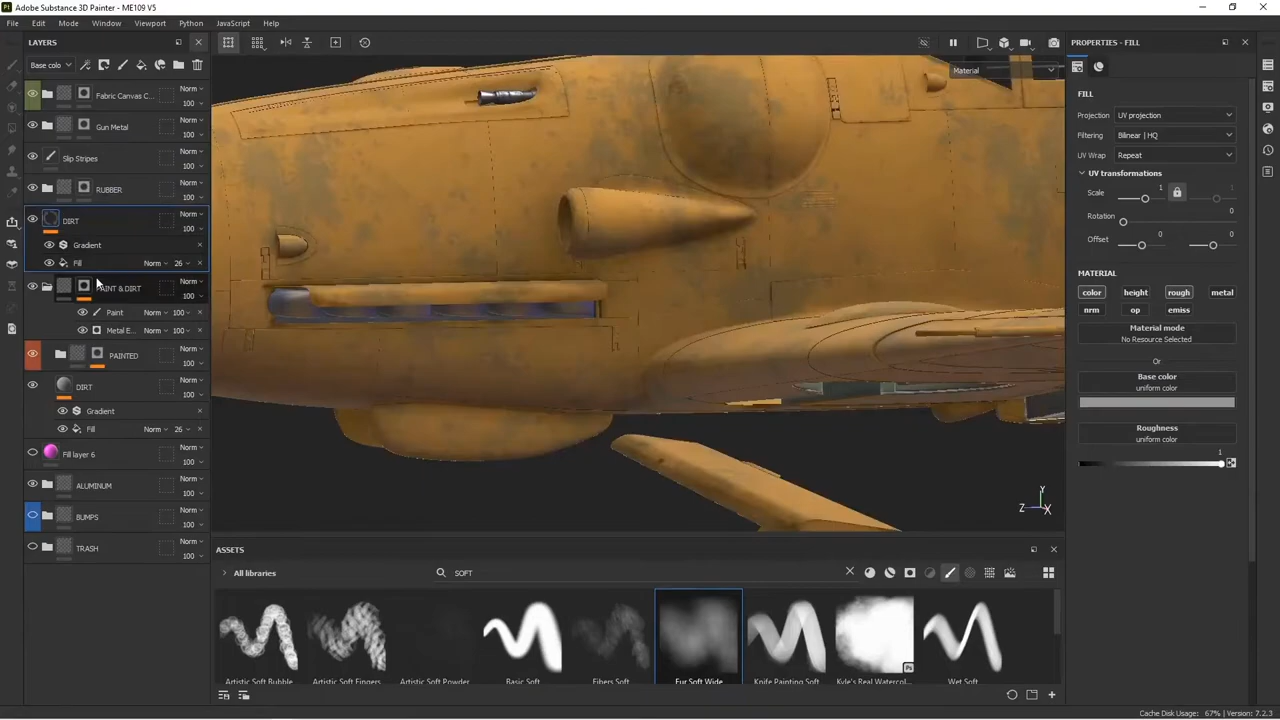 Adobe Substance 3D Painter - ME109 V5
File Edit Mode Window Viewport Python JavaScript Help
LAYERS
Base colo
Fabric Canvas C... Norm 100
Gun Metal Norm 100
Slip Stripes Norm 100
RUBBER Norm 100
DIRT Norm 100
Gradient
Fill Norm 26
PAINT & DIRT Norm 100
Paint Norm 100
Metal E... Norm 100
PAINTED Norm 100
DIRT Norm 100
Gradient
Fill Norm 26
Fill layer 6 Norm 100
ALUMINUM Norm 100
BUMPS Norm 100
TRASH Norm 100
Material
Y
Z X
ASSETS
All libraries SOFT
Artistic Soft Bubble Artistic Soft Fingers Artistic Soft Powder Basic Soft Fibers Soft Fur Soft Wide Knife Painting Soft Kyle's Real Watercol... Wet Soft
PROPERTIES - FILL
FILL
Projection UV projection
Filtering Bilinear | HQ
UV Wrap Repeat
UV transformations
Scale 1 1
Rotation 0
Offset 0 0
MATERIAL
color height rough metal
nrm op emiss
Material mode
No Resource Selected
Or
Base color
uniform color
Roughness
uniform color
1
Cache Disk Usage: 67% | Version: 7.2.3